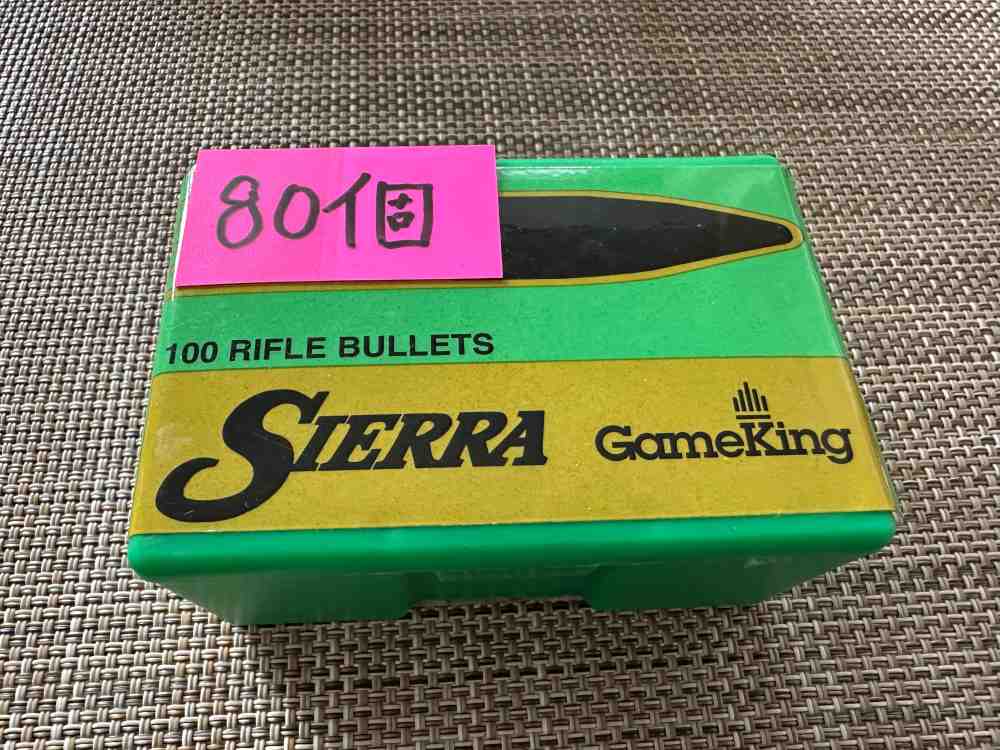 80個
100 RIFLE BULLETS
SIERRA GameKing